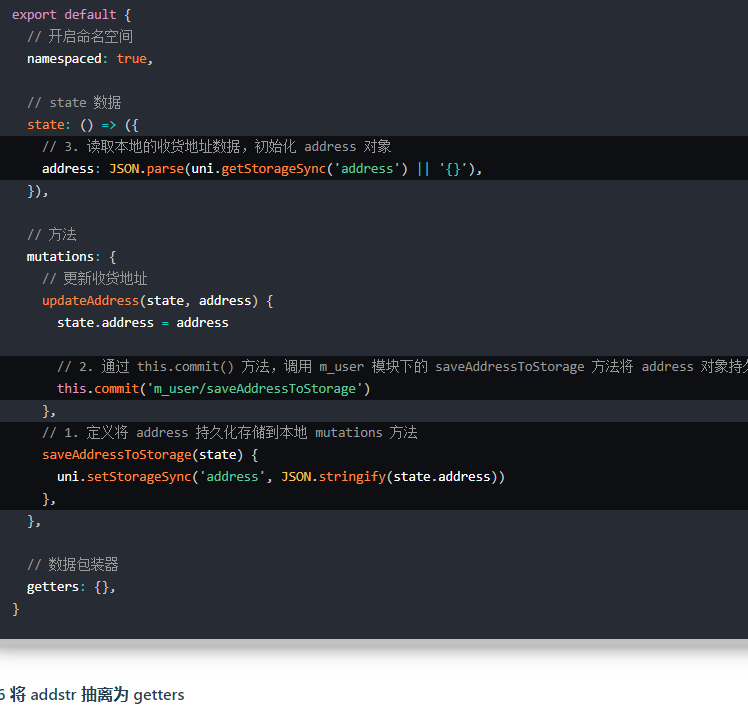 export default {
// 开启命名空间
namespaced: true,
// state 数据
state: () => ({
// 3. 读取本地的收货地址数据，初始化 address 对象
address: JSON.parse(uni.getStorageSync('address') || '{}'),
}),
// 方法
mutations: {
// 更新收货地址
updateAddress(state, address) {
state.address = address
// 2. 通过 this.commit() 方法，调用 m_user 模块下的 saveAddressToStorage 方法将 address 对象持
this.commit('m_user/saveAddressToStorage')
},
// 1. 定义将 address 持久化存储到本地 mutations 方法
saveAddressToStorage(state) {
uni.setStorageSync('address', JSON.stringify(state.address))
},
},
// 数据包装器
getters: {},
}
6 将 addstr 抽离为 getters